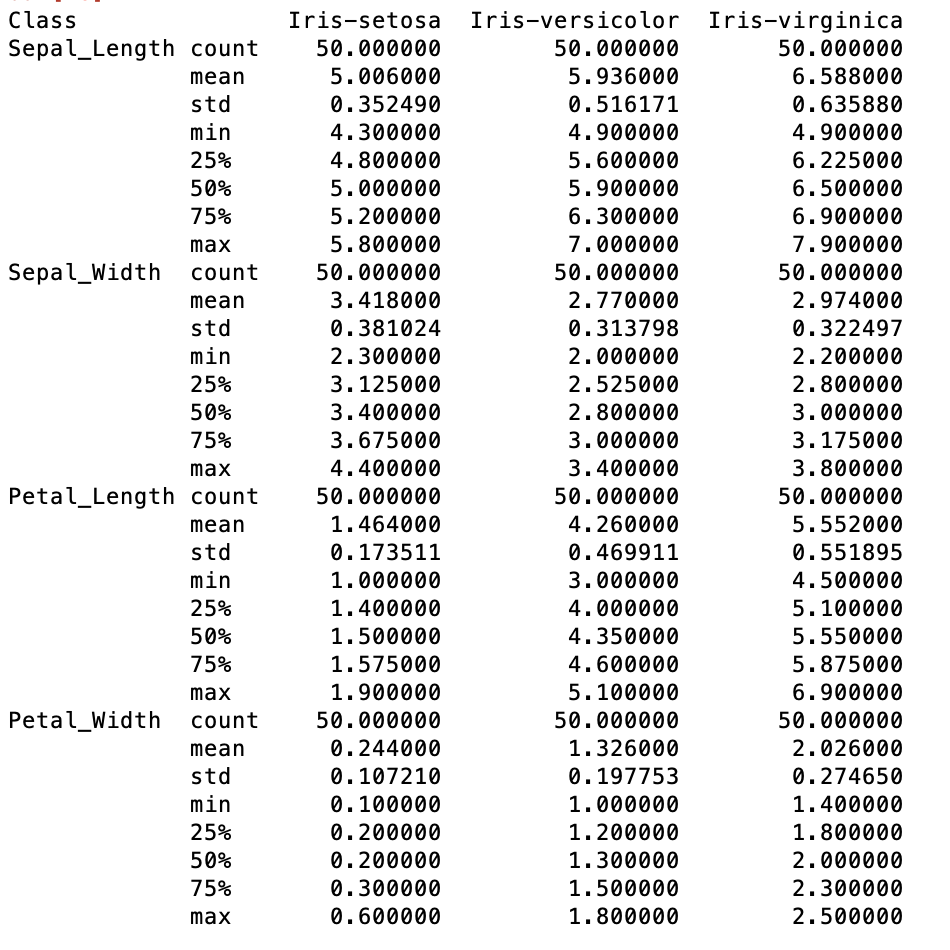 Class Iris-setosa Iris-versicolor Iris-virginica
Sepal_Length count 50.000000 50.000000 50.000000
mean 5.006000 5.936000 6.588000
std 0.352490 0.516171 0.635880
min 4.300000 4.900000 4.900000
25% 4.800000 5.600000 6.225000
50% 5.000000 5.900000 6.500000
75% 5.200000 6.300000 6.900000
max 5.800000 7.000000 7.900000
Sepal_Width count 50.000000 50.000000 50.000000
mean 3.418000 2.770000 2.974000
std 0.381024 0.313798 0.322497
min 2.300000 2.000000 2.200000
25% 3.125000 2.525000 2.800000
50% 3.400000 2.800000 3.000000
75% 3.675000 3.000000 3.175000
max 4.400000 3.400000 3.800000
Petal_Length count 50.000000 50.000000 50.000000
mean 1.464000 4.260000 5.552000
std 0.173511 0.469911 0.551895
min 1.000000 3.000000 4.500000
25% 1.400000 4.000000 5.100000
50% 1.500000 4.350000 5.550000
75% 1.575000 4.600000 5.875000
max 1.900000 5.100000 6.900000
Petal_Width count 50.000000 50.000000 50.000000
mean 0.244000 1.326000 2.026000
std 0.107210 0.197753 0.274650
min 0.100000 1.000000 1.400000
25% 0.200000 1.200000 1.800000
50% 0.200000 1.300000 2.000000
75% 0.300000 1.500000 2.300000
max 0.600000 1.800000 2.500000